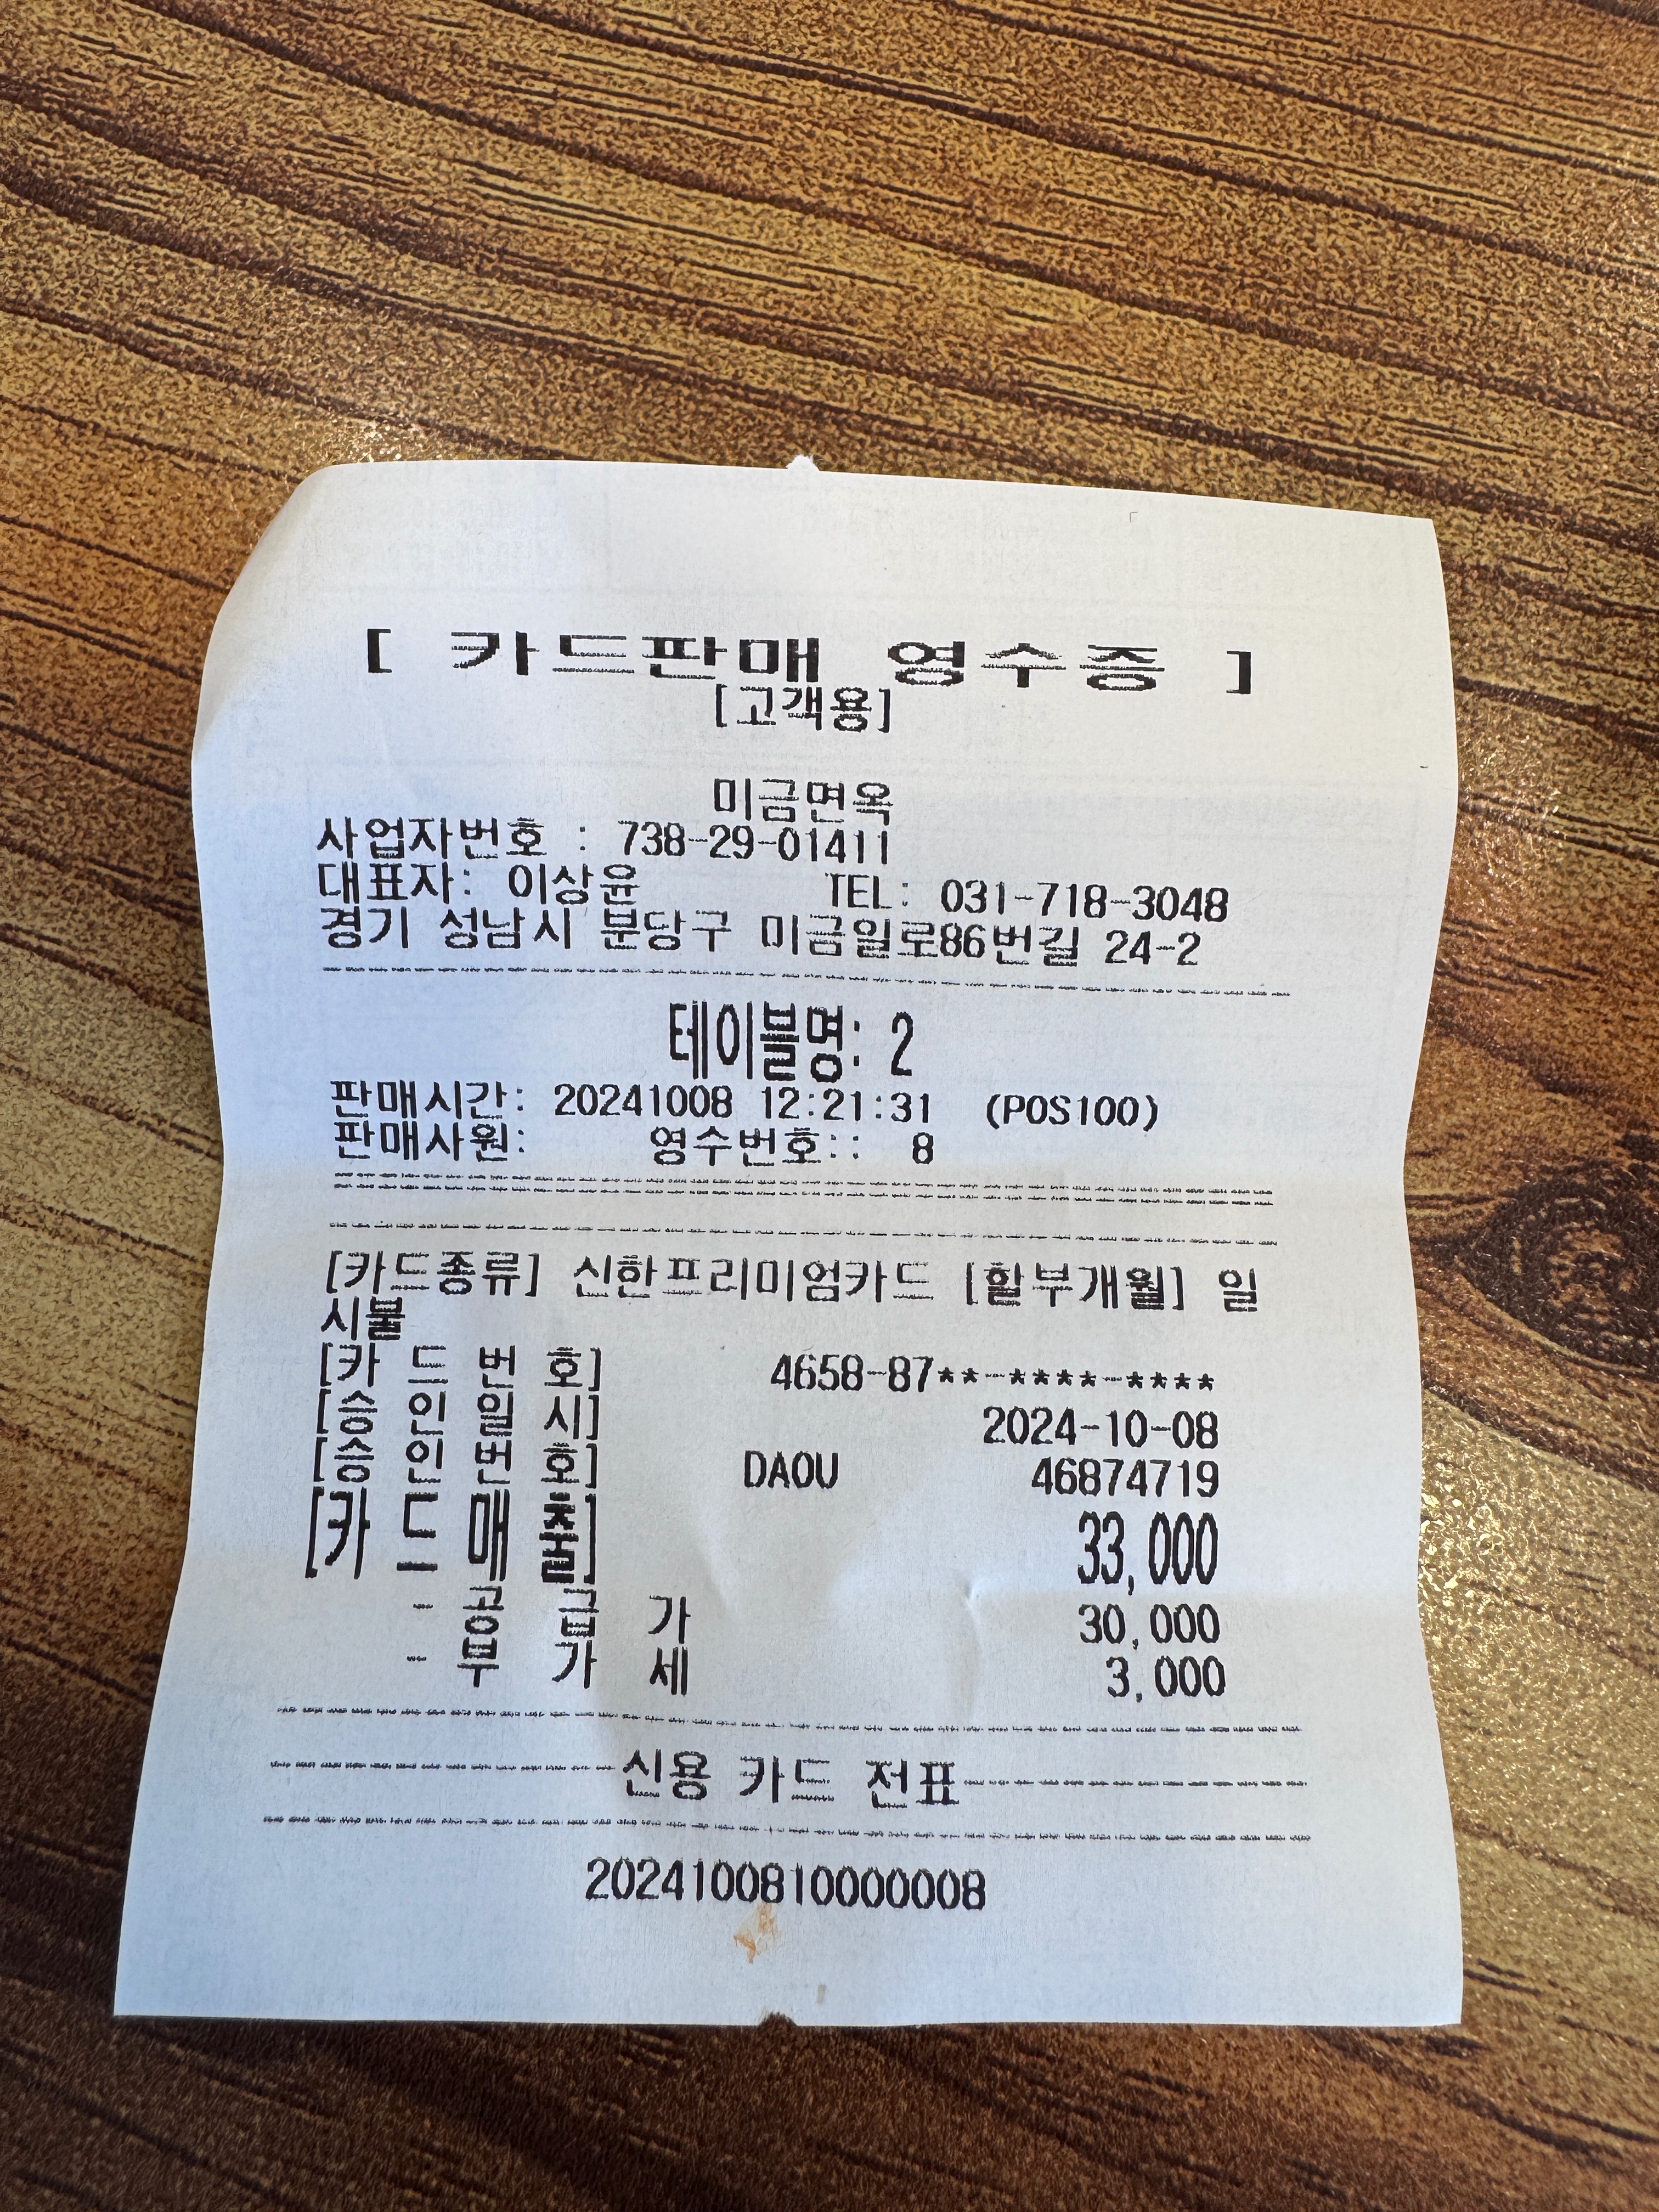 [ 카드판매 영수증 ]
[고객용]
미금면옥
사업자번호 : 738-29-01411
대표자: 이상윤 TEL: 031-718-3048
경기 성남시 분당구 미금일로86번길 24-2
테이블명: 2
판매시간: 20241008 12:21:31 (POS100)
판매사원: 영수번호:: 8
[카드종류] 신한프리미엄카드 [할부개월] 일
시불
[카 드 번 호] 4658-87**-****-****
[승 인 일 시] 2024-10-08
[승 인 번 호] DAOU 46874719
[카 드 매 출] 33,000
- 공 급 가 30,000
- 부 가 세 3,000
신용 카드 전표
2024100810000008